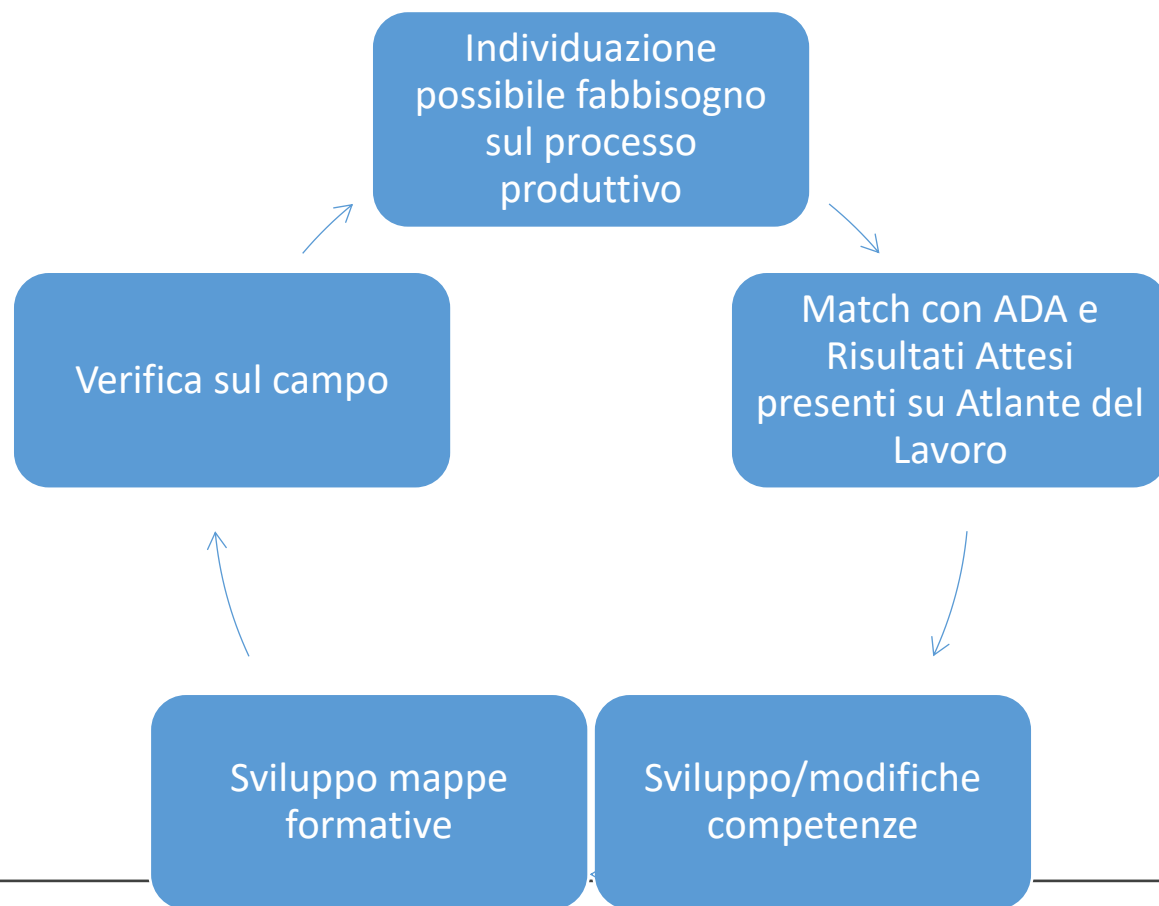 Individuazione
possibile fabbisogno
sul processo
produttivo
Match con ADA e
Risultati Attesi
presenti su Atlante del
Lavoro
Sviluppo/modifiche
competenze
Sviluppo mappe
formative
Verifica sul campo